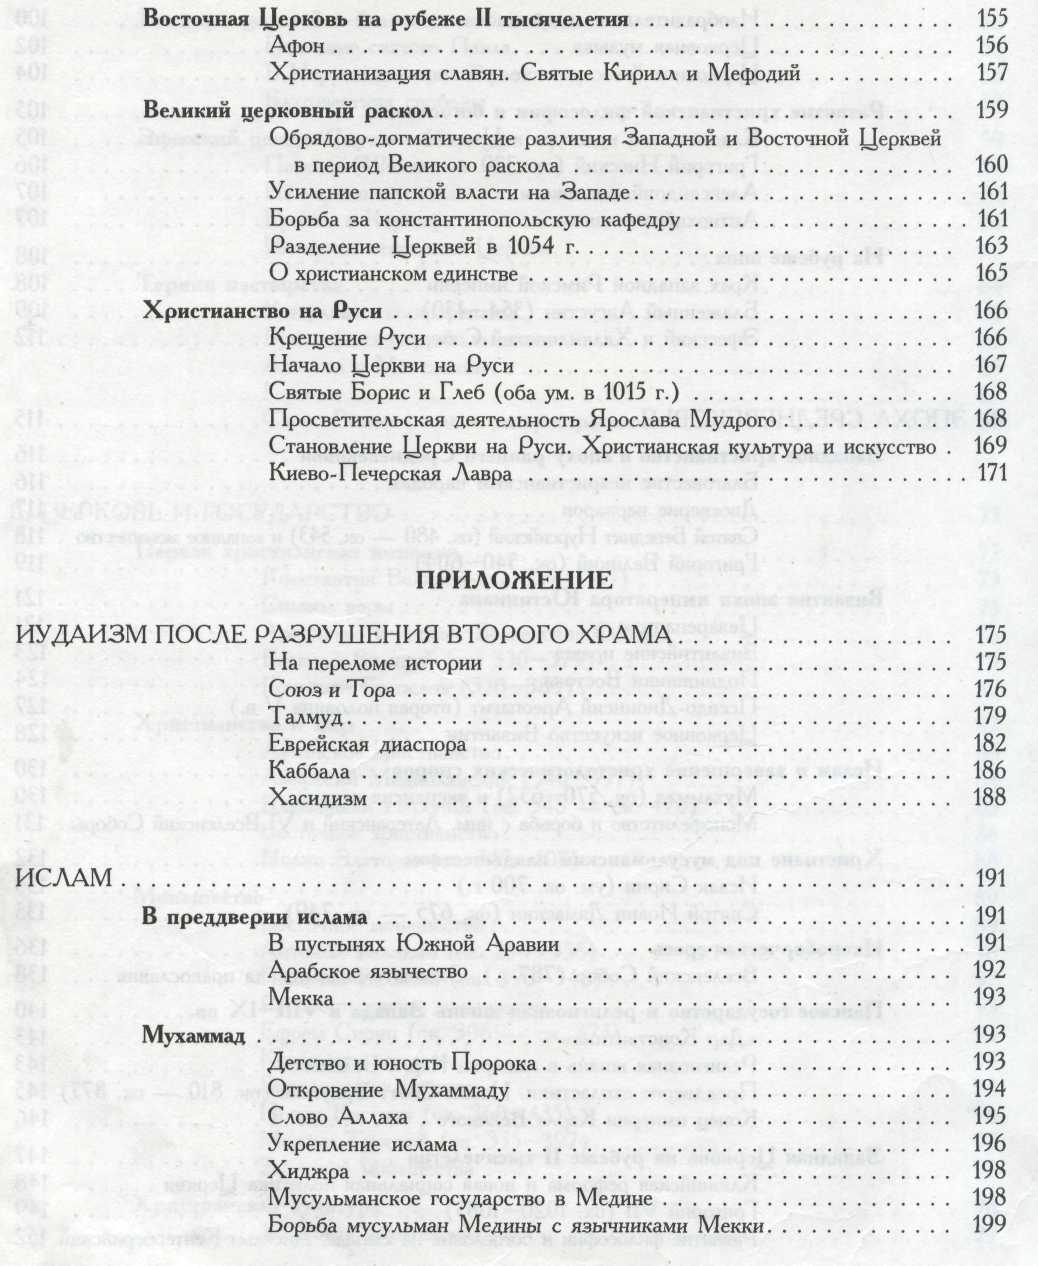 Восточная Церковь на рубеже II тысячелетия 155
Афон 156
Христианизация славян. Святые Кирилл и Мефодий 157
Великий церковный раскол 159
Обрядово-догматические различия Западной и Восточной Церквей
в период Великого раскола 160
Усиление папской власти на Западе 161
Борьба за константинопольскую кафедру 161
Разделение Церквей в 1054 г. 163
О христианском единстве 165
Христианство на Руси 166
Крещение Руси 166
Начало Церкви на Руси 167
Святые Борис и Глеб (оба ум. в 1015 г.) 168
Просветительская деятельность Ярослава Мудрого 168
Становление Церкви на Руси. Христианская культура и искусство 169
Киево-Печерская Лавра 171
ПРИЛОЖЕНИЕ
ИУДАИЗМ ПОСЛЕ РАЗРУШЕНИЯ ВТОРОГО ХРАМА 175
На переломе истории 175
Союз и Тора 176
Талмуд 179
Еврейская диаспора 182
Каббала 186
Хасидизм 188
ИСЛАМ 191
В преддверии ислама 191
В пустынях Южной Аравии 191
Арабское язычество 192
Мекка 193
Мухаммад 193
Детство и юность Пророка 193
Откровение Мухаммаду 194
Слово Аллаха 195
Укрепление ислама 196
Хиджра 198
Мусульманское государство в Медине 198
Борьба мусульман Медины с язычниками Мекки 199